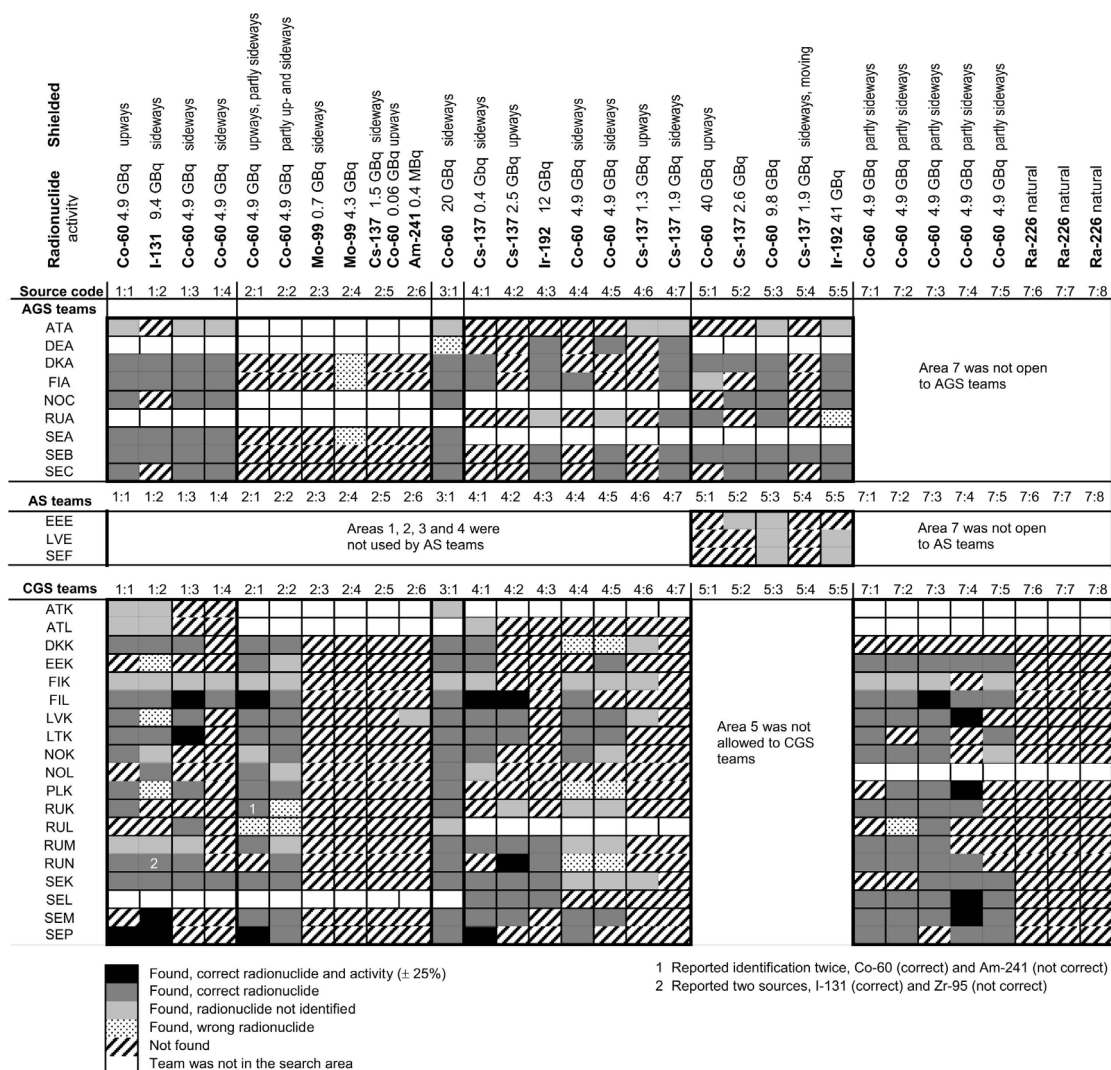 Shielded
Radionuclide activity
Co-60 4.9 GBq upways
I-131 9.4 GBq sideways
Co-60 4.9 GBq sideways
Co-60 4.9 GBq sideways
Co-60 4.9 GBq upways, partly sideways
Co-60 4.9 GBq partly up- and sideways
Mo-99 0.7 GBq sideways
Mo-99 4.3 GBq
Cs-137 1.5 GBq sideways
Co-60 0.06 GBq upways
Am-241 0.4 MBq
Co-60 20 GBq sideways
Cs-137 0.4 Gbq sideways
Cs-137 2.5 GBq upways
Ir-192 12 GBq
Co-60 4.9 GBq sideways
Co-60 4.9 GBq sideways
Cs-137 1.3 GBq upways
Cs-137 1.9 GBq sideways
Co-60 40 GBq upways
Cs-137 2.6 GBq
Co-60 9.8 GBq
Cs-137 1.9 GBq sideways, moving
Ir-192 41 GBq
Co-60 4.9 GBq partly sideways
Co-60 4.9 GBq partly sideways
Co-60 4.9 GBq partly sideways
Co-60 4.9 GBq partly sideways
Co-60 4.9 GBq partly sideways
Ra-226 natural
Ra-226 natural
Ra-226 natural
Source code 1:1 1:2 1:3 1:4 2:1 2:2 2:3 2:4 2:5 2:6 3:1 4:1 4:2 4:3 4:4 4:5 4:6 4:7 5:1 5:2 5:3 5:4 5:5 7:1 7:2 7:3 7:4 7:5 7:6 7:7 7:8
AGS teams
ATA
DEA
DKA
FIA
NOC
RUA
SEA
SEB
SEC
Area 7 was not open
to AGS teams
AS teams 1:1 1:2 1:3 1:4 2:1 2:2 2:3 2:4 2:5 2:6 3:1 4:1 4:2 4:3 4:4 4:5 4:6 4:7 5:1 5:2 5:3 5:4 5:5 7:1 7:2 7:3 7:4 7:5 7:6 7:7 7:8
EEE
LVE
SEF
Areas 1, 2, 3 and 4 were
not used by AS teams
Area 7 was not open
to AS teams
CGS teams 1:1 1:2 1:3 1:4 2:1 2:2 2:3 2:4 2:5 2:6 3:1 4:1 4:2 4:3 4:4 4:5 4:6 4:7 5:1 5:2 5:3 5:4 5:5 7:1 7:2 7:3 7:4 7:5 7:6 7:7 7:8
ATK
ATL
DKK
EEK
FIK
FIL
LVK
LTK
NOK
NOL
PLK
RUK 1
RUL
RUM
RUN 2
SEK
SEL
SEM
SEP
Area 5 was not
allowed to CGS
teams
Found, correct radionuclide and activity (± 25%)
Found, correct radionuclide
Found, radionuclide not identified
Found, wrong radionuclide
Not found
Team was not in the search area
1 Reported identification twice, Co-60 (correct) and Am-241 (not correct)
2 Reported two sources, I-131 (correct) and Zr-95 (not correct)